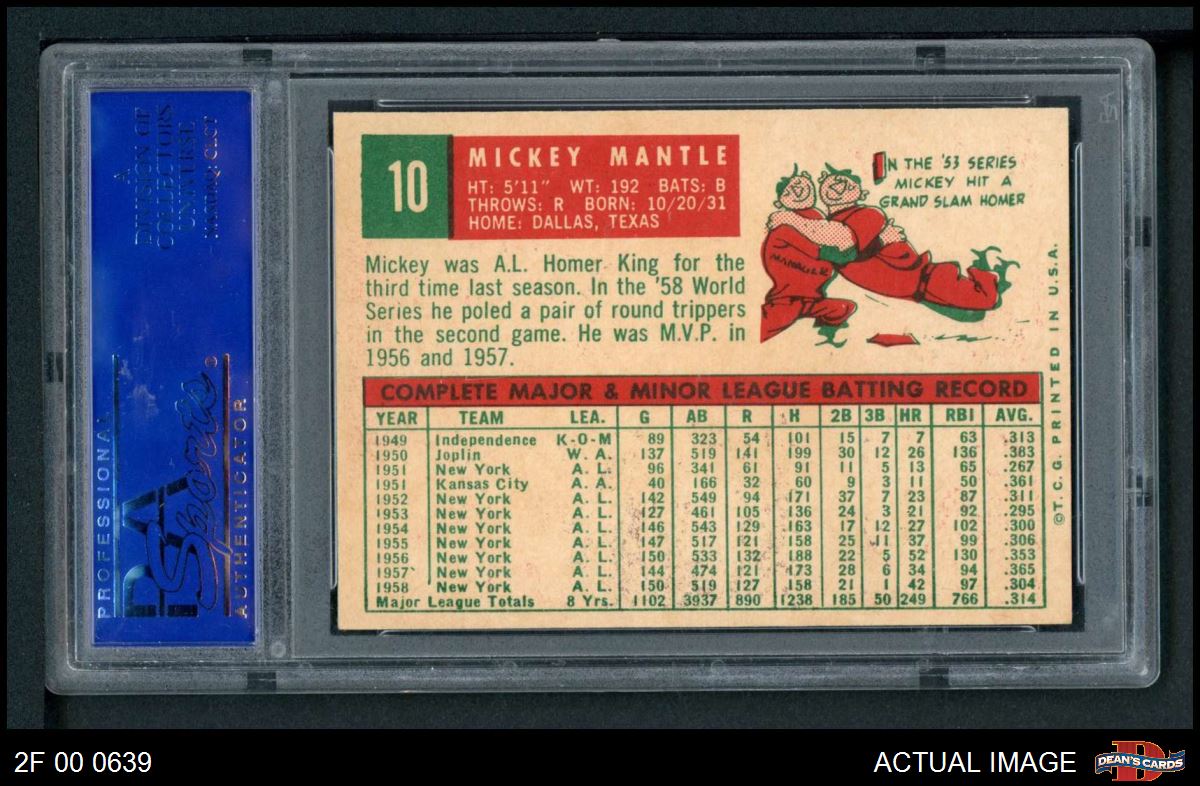 A
DIVISION OF
COLLECTORS
UNIVERSE
NASDAQ: CLCT
PROFESSIONAL
PSA
Sports
AUTHENTICATOR
10
MICKEY MANTLE
HT: 5'11" WT: 192 BATS: B
THROWS: R BORN: 10/20/31
HOME: DALLAS, TEXAS
IN THE '53 SERIES
MICKEY HIT A
GRAND SLAM HOMER
MANAGER
Mickey was A.L. Homer King for the
third time last season. In the '58 World
Series he poled a pair of round trippers
in the second game. He was M.V.P. in
1956 and 1957.
COMPLETE MAJOR & MINOR LEAGUE BATTING RECORD
YEAR TEAM LEA. G AB R H 2B 3B HR RBI AVG.
1949 Independence K-O-M 89 323 54 101 15 7 7 63 .313
1950 Joplin W. A. 137 519 141 199 30 12 26 136 .383
1951 New York A. L. 96 341 61 91 11 5 13 65 .267
1951 Kansas City A. A. 40 166 32 60 9 3 11 50 .361
1952 New York A. L. 142 549 94 171 37 7 23 87 .311
1953 New York A. L. 127 461 105 136 24 3 21 92 .295
1954 New York A. L. 146 543 129 163 17 12 27 102 .300
1955 New York A. L. 147 517 121 158 25 11 37 99 .306
1956 New York A. L. 150 533 132 188 22 5 52 130 .353
1957 New York A. L. 144 474 121 173 28 6 34 94 .365
1958 New York A. L. 150 519 127 158 21 1 42 97 .304
Major League Totals 8 Yrs. 1102 3937 890 1238 185 50 249 766 .314
©T. C. G. PRINTED IN U.S.A.
2F 00 0639
ACTUAL IMAGE
D
DEAN'S CARDS